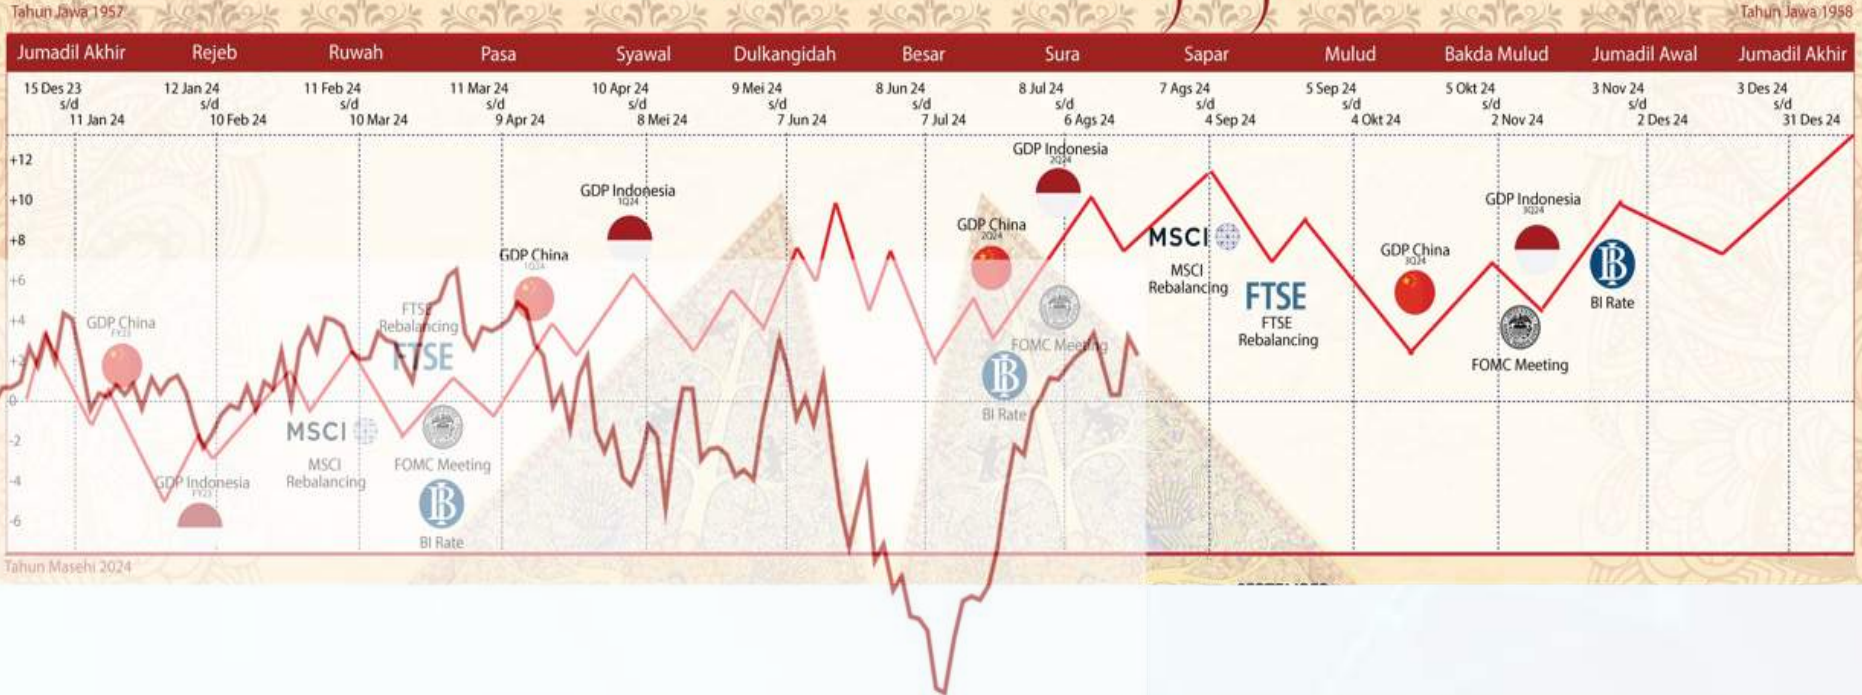 Tahun Jawa 1957
Tahun Jawa 1958
Jumadil Akhir
Rejeb
Ruwah
Pasa
Syawal
Dulkangidah
Besar
Sura
Sapar
Mulud
Bakda Mulud
Jumadil Awal
Jumadil Akhir
15 Des 23
s/d
11 Jan 24
12 Jan 24
s/d
10 Feb 24
11 Feb 24
s/d
10 Mar 24
11 Mar 24
s/d
9 Apr 24
10 Apr 24
s/d
8 Mei 24
9 Mei 24
s/d
7 Jun 24
8 Jun 24
s/d
7 Jul 24
8 Jul 24
s/d
6 Ags 24
7 Ags 24
s/d
4 Sep 24
5 Sep 24
s/d
4 Okt 24
5 Okt 24
s/d
2 Nov 24
3 Nov 24
s/d
2 Des 24
3 Des 24
s/d
31 Des 24
+12
+10
+8
+6
+4
+2
0
-2
-4
-6
GDP China
FY23
GDP Indonesia
FY23
MSCI
MSCI
Rebalancing
FTSE
Rebalancing
FTSE
FOMC Meeting
BI Rate
GDP China
1Q24
GDP Indonesia
1Q24
GDP China
2Q24
BI Rate
GDP Indonesia
2Q24
FOMC Meeting
MSCI
MSCI
Rebalancing
FTSE
FTSE
Rebalancing
GDP China
3Q24
GDP Indonesia
3Q24
FOMC Meeting
BI Rate
Tahun Masehi 2024